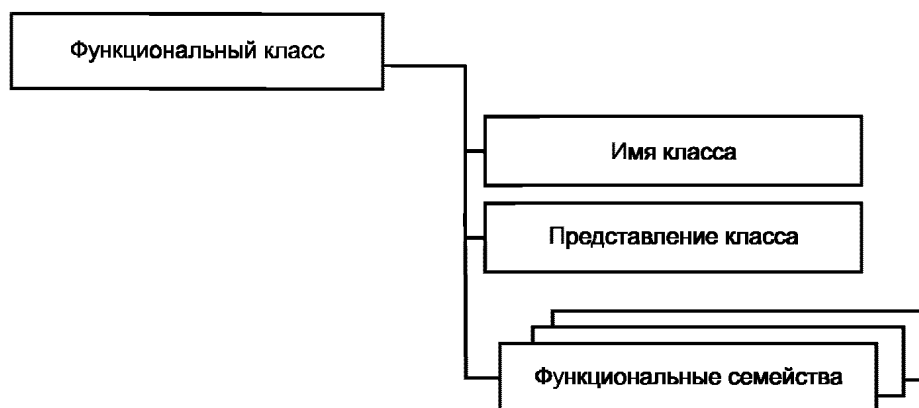 Функциональный класс
Имя класса
Представление класса
Функциональные семейства